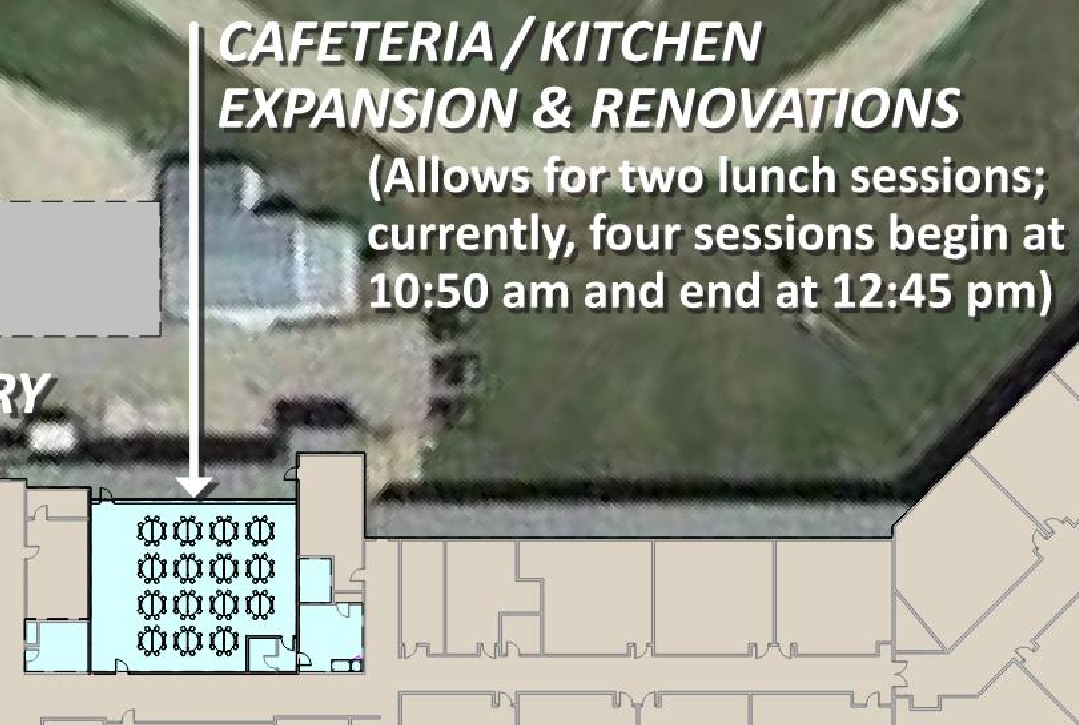 CAFETERIA / KITCHEN
EXPANSION & RENOVATIONS
(Allows for two lunch sessions;
currently, four sessions begin at
10:50 am and end at 12:45 pm)
RY